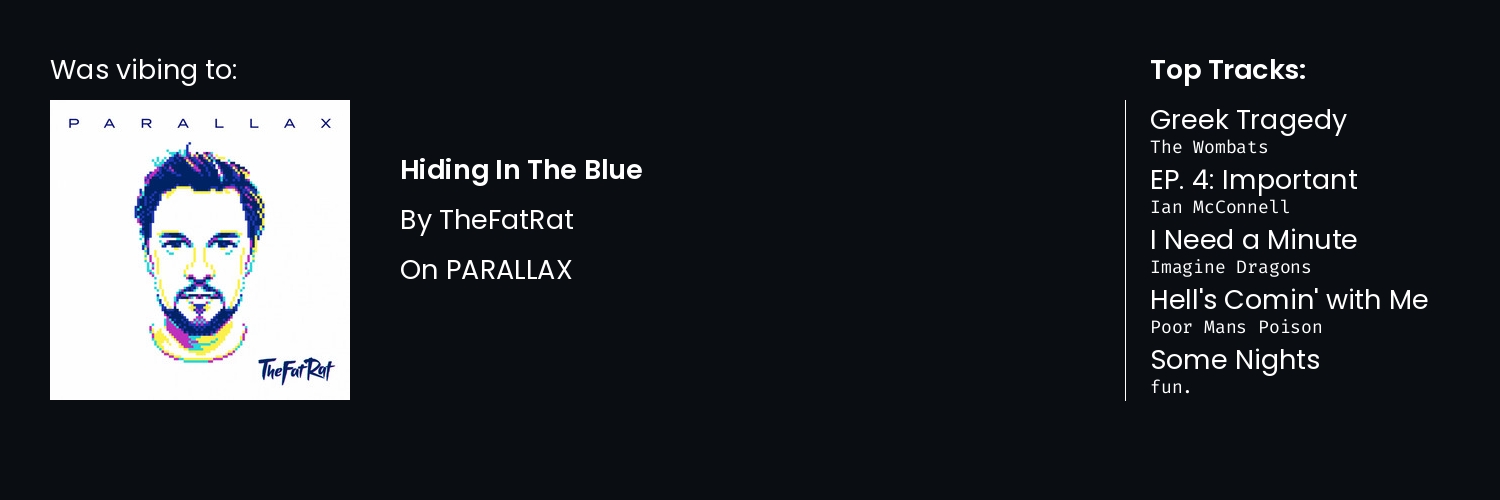 Was vibing to:
P A R A L L A X
TheFatRat
Hiding In The Blue
By TheFatRat
On PARALLAX
Top Tracks:
Greek Tragedy
The Wombats
EP. 4: Important
Ian McConnell
I Need a Minute
Imagine Dragons
Hell's Comin' with Me
Poor Mans Poison
Some Nights
fun.